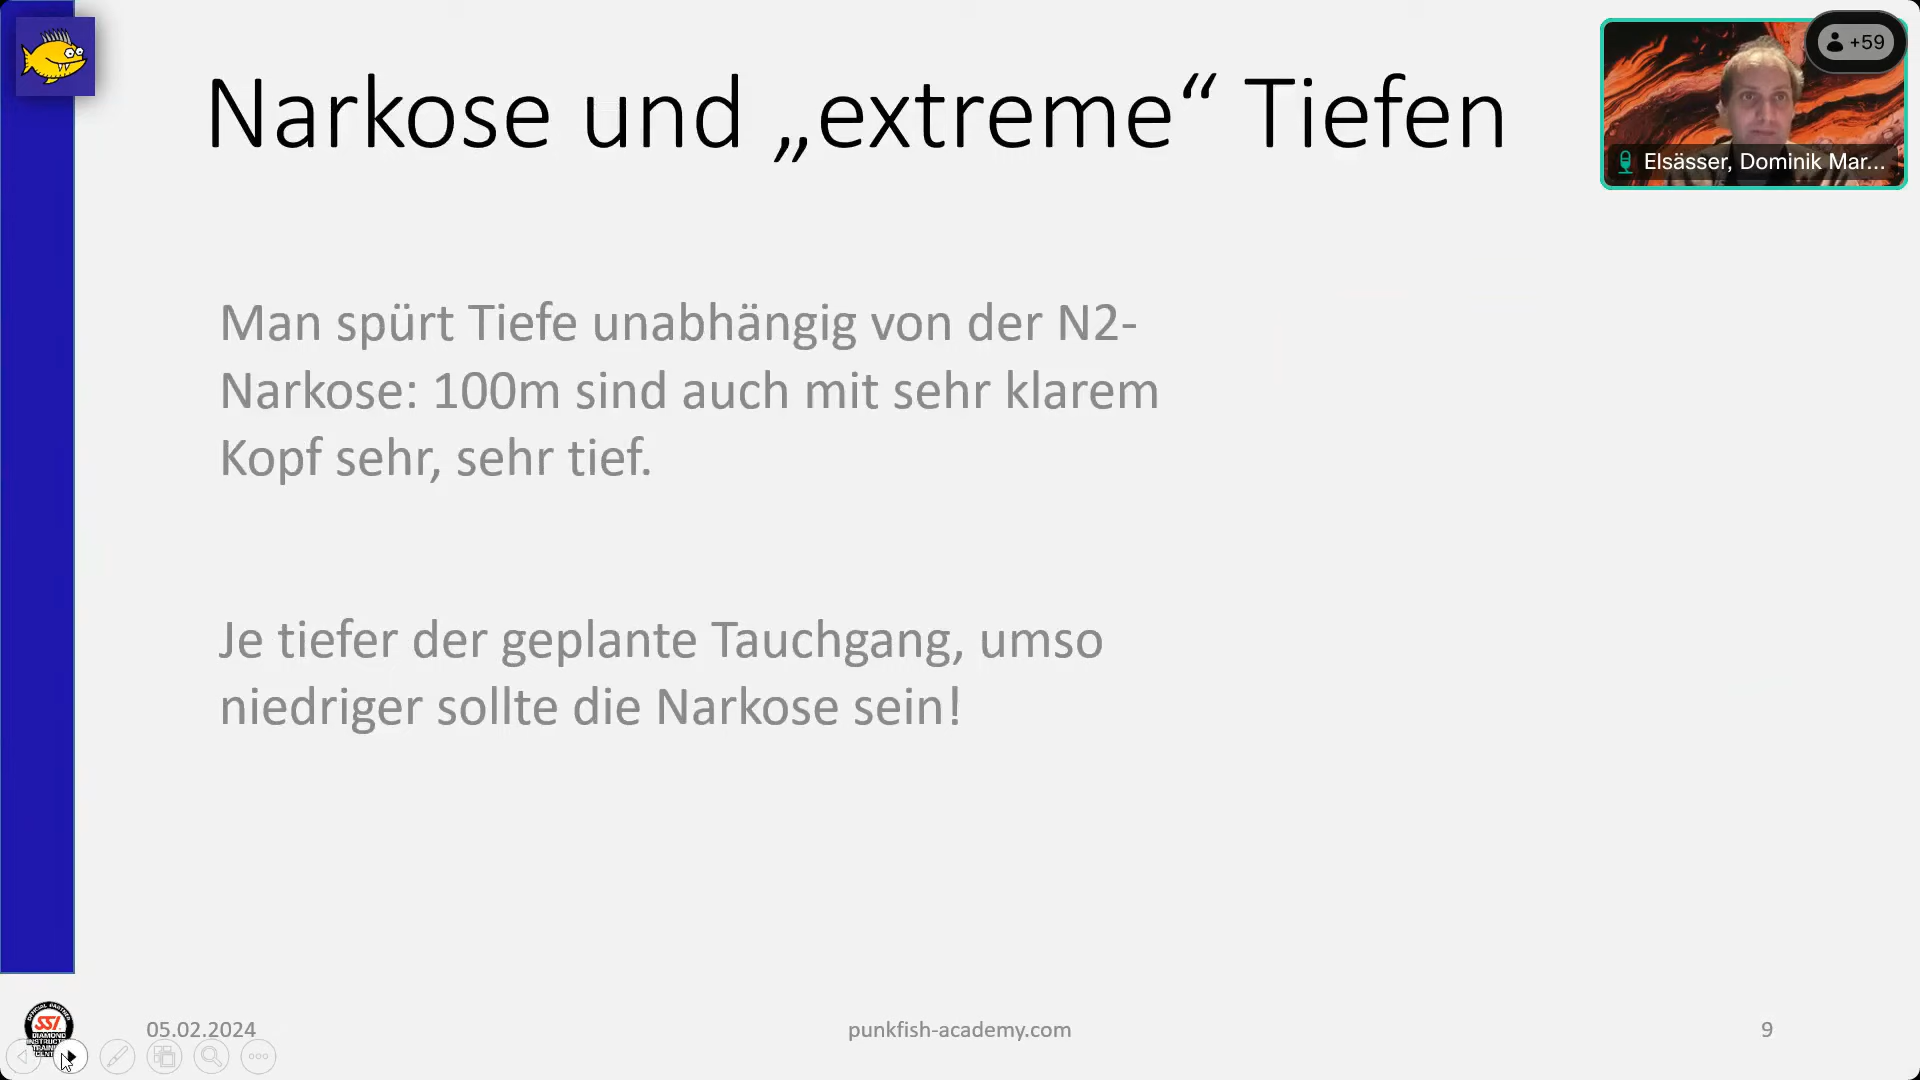 Narkose und „extreme“ Tiefen
+59
Elsässer, Dominik Mar...
Man spürt Tiefe unabhängig von der N2-
Narkose: 100m sind auch mit sehr klarem
Kopf sehr, sehr tief.
Je tiefer der geplante Tauchgang, umso
niedriger sollte die Narkose sein!
SSI
DIAMOND
05.02.2024
punkfish-academy.com
9